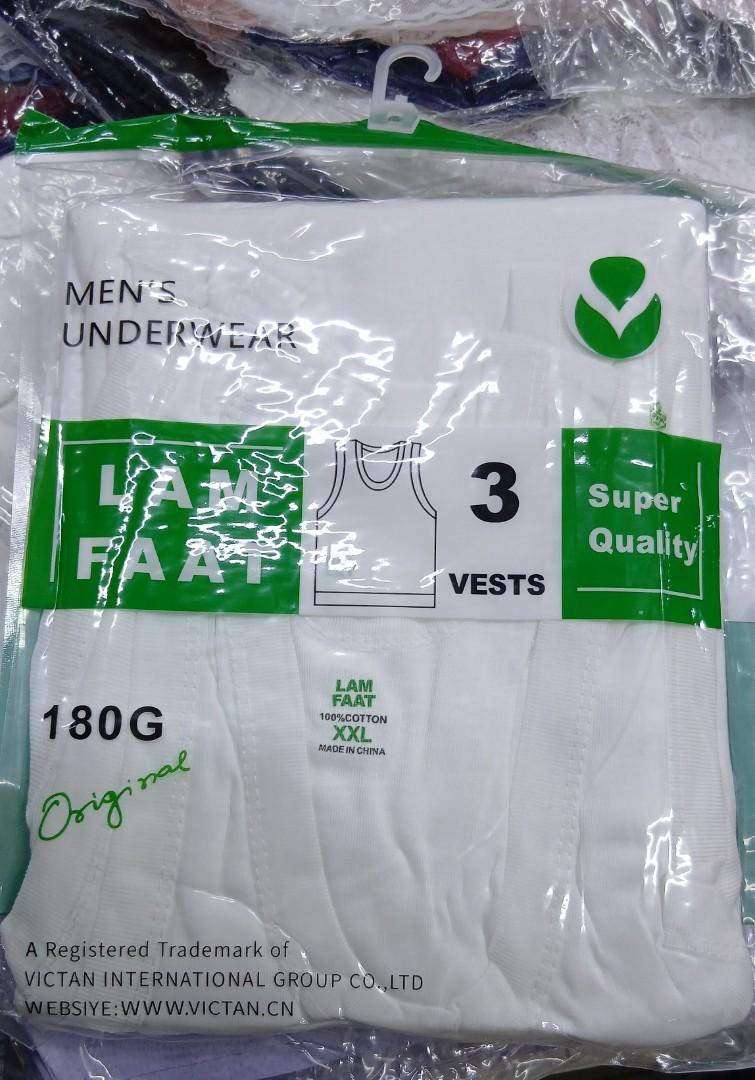 MEN'S
UNDERWEAR
LAM
FAAT
3
VESTS
Super
Quality
LAM
FAAT
100%COTTON
XXL
MADE IN CHINA
180G
Original
A Registered Trademark of
VICTAN INTERNATIONAL GROUP CO.,LTD
WEBSIYE:WWW.VICTAN.CN